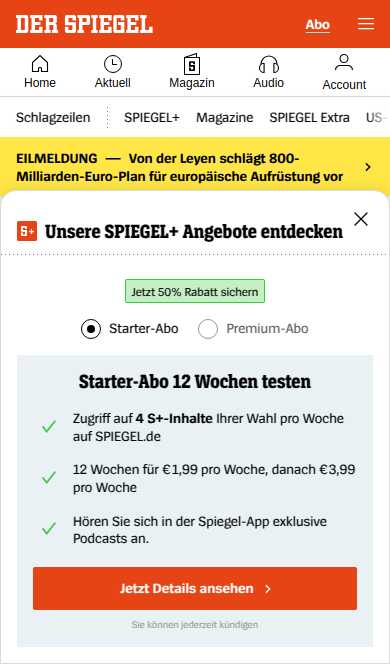 DER SPIEGEL
Abo
Home
Aktuell
Magazin
Audio
Account
Schlagzeilen
SPIEGEL+
Magazine
SPIEGEL Extra
US-
EILMELDUNG — Von der Leyen schlägt 800-
Milliarden-Euro-Plan für europäische Aufrüstung vor
S+ Unsere SPIEGEL+ Angebote entdecken
Jetzt 50% Rabatt sichern
Starter-Abo
Premium-Abo
Starter-Abo 12 Wochen testen
Zugriff auf 4 S+-Inhalte Ihrer Wahl pro Woche
auf SPIEGEL.de
12 Wochen für €1,99 pro Woche, danach €3,99
pro Woche
Hören Sie sich in der Spiegel-App exklusive
Podcasts an.
Jetzt Details ansehen
Sie können jederzeit kündigen